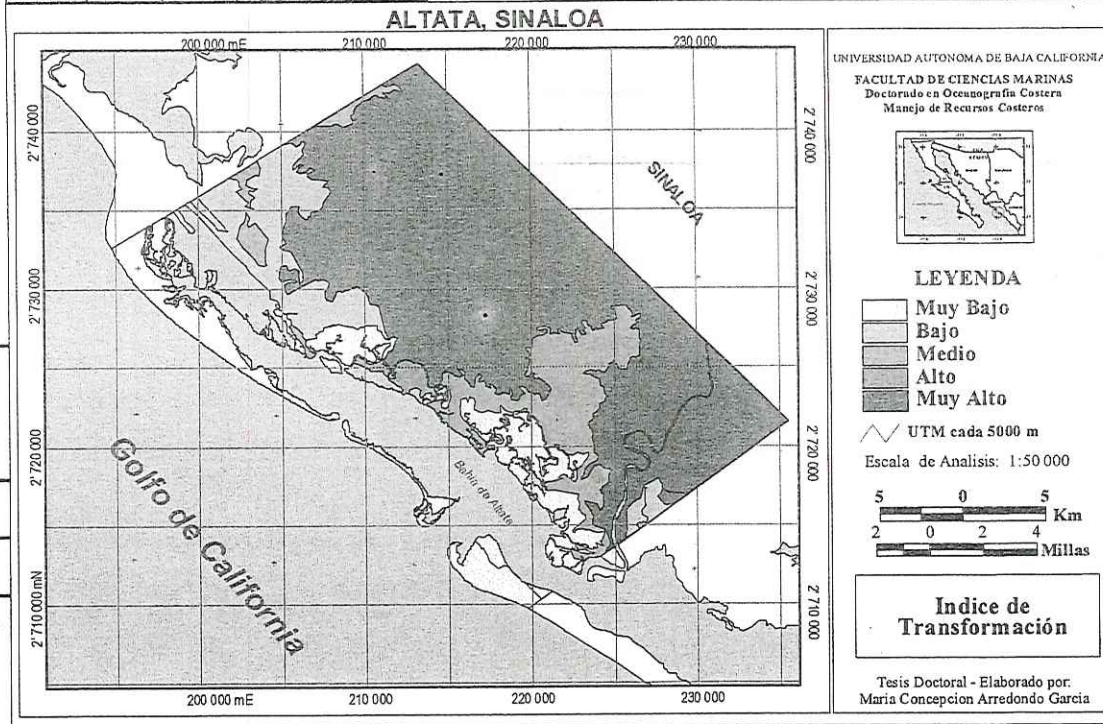 ALTATA, SINALOA
200 000 mE
210 000
220 000
230 000
2'740 000
2'730 000
2'720 000
2'710 000 mN
2'740 000
2'730 000
2'720 000
2'710 000
SINALOA
Bahia de Altata
Golfo de California
200 000 mE
210 000
220 000
230 000
UNIVERSIDAD AUTONOMA DE BAJA CALIFORNIA
FACULTAD DE CIENCIAS MARINAS
Doctorado en Oceanografia Costera
Manejo de Recursos Costeros
LEYENDA
Muy Bajo
Bajo
Medio
Alto
Muy Alto
UTM cada 5000 m
Escala de Analisis: 1:50 000
5 0 5
Km
2 0 2 4
Millas
Indice de
Transformación
Tesis Doctoral - Elaborado por:
Maria Concepcion Arredondo Garcia